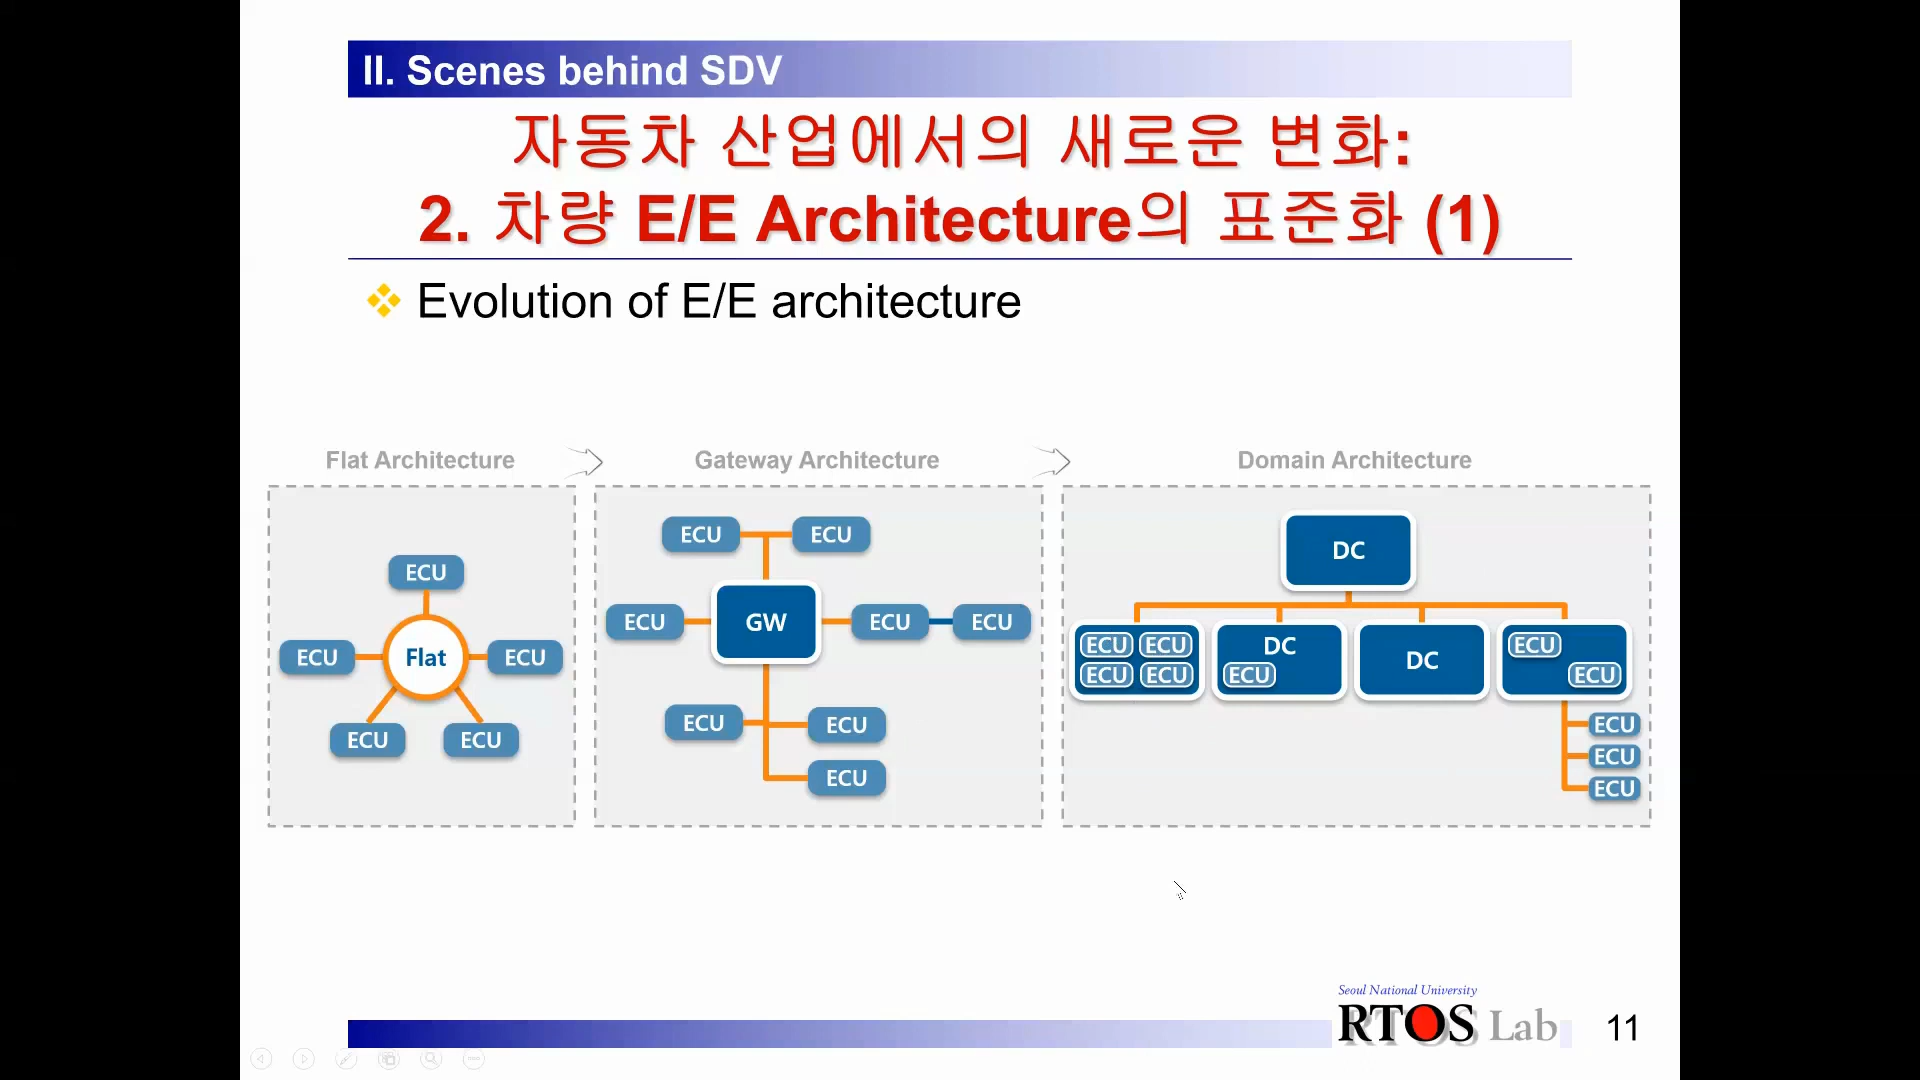 II. Scenes behind SDV
자동차 산업에서의 새로운 변화:
2. 차량 E/E Architecture의 표준화 (1)
Evolution of E/E architecture
Flat Architecture
ECU
ECU
Flat
ECU
ECU
ECU
Gateway Architecture
ECU
ECU
ECU
GW
ECU
ECU
ECU
ECU
ECU
Domain Architecture
DC
ECU ECU
ECU ECU
DC
ECU
DC
ECU
ECU
ECU
ECU
ECU
Seoul National University
RTOS Lab
11